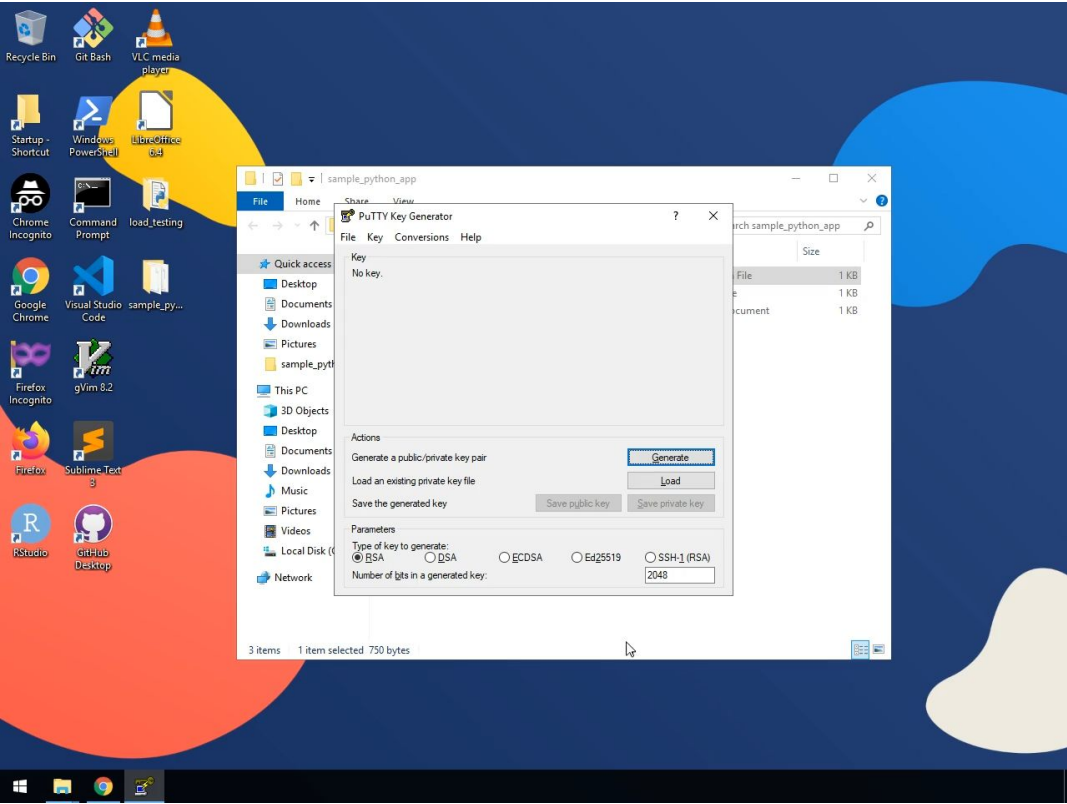 Recycle Bin
Git Bash
VLC media
player
Startup -
Shortcut
Windows
PowerShell
LibreOffice
6.4
Chrome
Incognito
Command
Prompt
load_testing
Google
Chrome
Visual Studio
Code
sample_py...
Firefox
Incognito
gVim 8.2
Firefox
Sublime Text
3
RStudio
GitHub
Desktop
sample_python_app
File Home Share View
rch sample_python_app
Size
File 1 KB
e 1 KB
ocument 1 KB
Quick access
Desktop
Documents
Downloads
Pictures
sample_pyth
This PC
3D Objects
Desktop
Documents
Downloads
Music
Pictures
Videos
Local Disk (
Network
3 items 1 item selected 750 bytes
PuTTY Key Generator
? 
File Key Conversions Help
Key
No key.
Actions
Generate a public/private key pair
Generate
Load an existing private key file
Load
Save the generated key
Save public key
Save private key
Parameters
Type of key to generate:
RSA DSA ECDSA Ed25519 SSH-1 (RSA)
Number of bits in a generated key:
2048